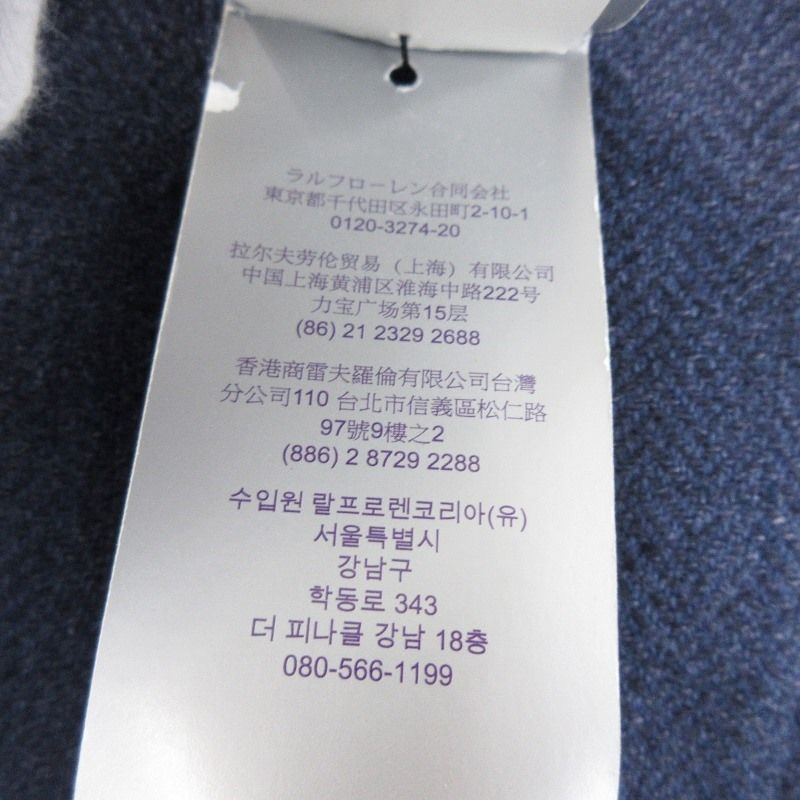 ラルフローレン合同会社
東京都千代田区永田町2-10-1
0120-3274-20
拉尔夫劳伦贸易（上海）有限公司
中国上海黄浦区淮海中路222号
力宝广场第15层
(86) 21 2329 2688
香港商雷夫羅倫有限公司台灣
分公司110 台北市信義區松仁路
97號9樓之2
(886) 2 8729 2288
수입원 랄프로렌코리아(유)
서울특별시
강남구
학동로 343
더 피나클 강남 18층
080-566-1199